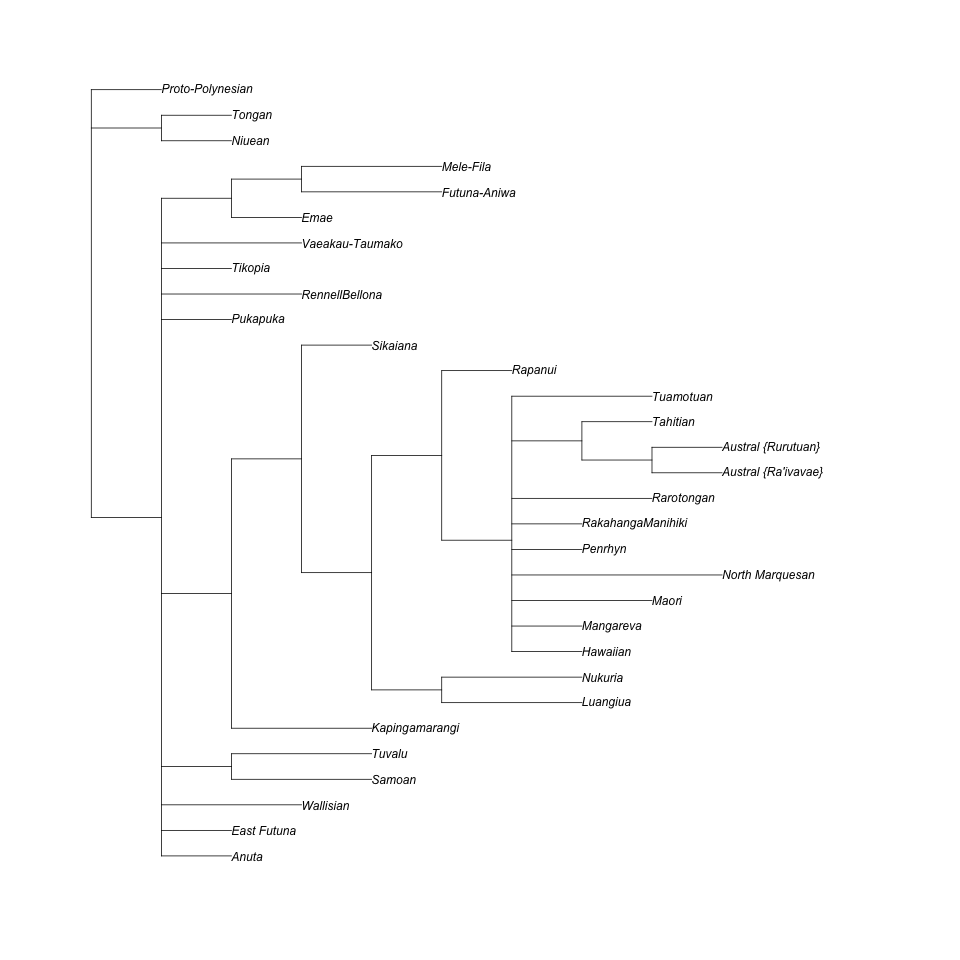 Proto-Polynesian
Tongan
Niuean
Mele-Fila
Futuna-Aniwa
Emae
Vaeakau-Taumako
Tikopia
RennellBellona
Pukapuka
Sikaiana
Rapanui
Tuamotuan
Tahitian
Austral {Rurutuan}
Austral {Ra'ivavae}
Rarotongan
RakahangaManihiki
Penrhyn
North Marquesan
Maori
Mangareva
Hawaiian
Nukuria
Luangiua
Kapingamarangi
Tuvalu
Samoan
Wallisian
East Futuna
Anuta